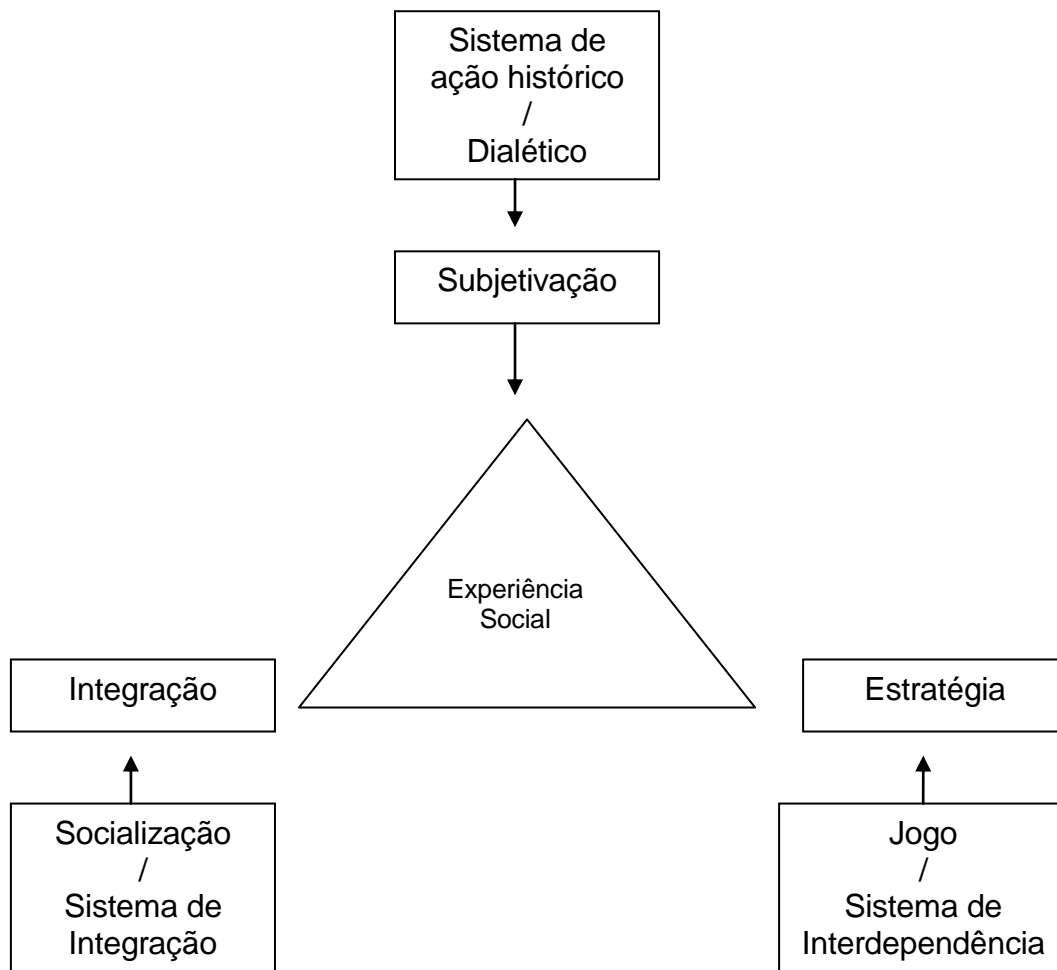 Sistema de
ação histórico
/
Dialético
Subjetivação
Experiência
Social
Integração
Estratégia
Socialização
/
Sistema de
Integração
Jogo
/
Sistema de
Interdependência